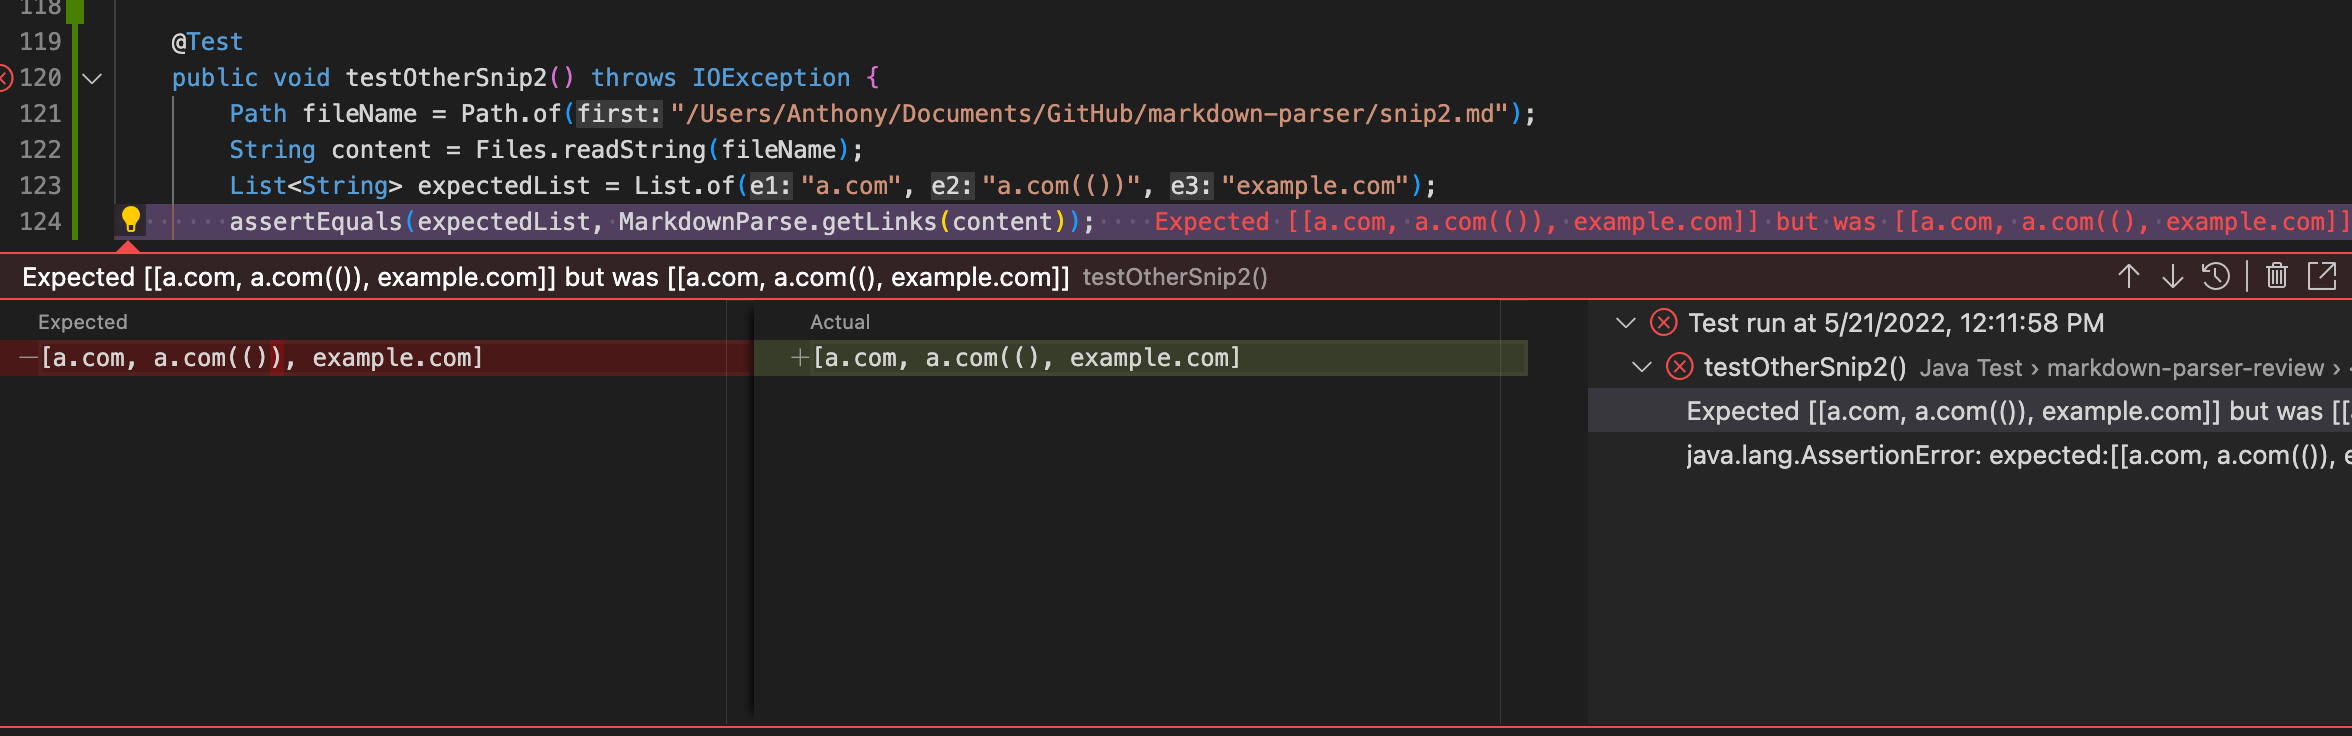 118
119 @Test
120 public void testOtherSnip2() throws IOException {
121 Path fileName = Path.of(first: "/Users/Anthony/Documents/GitHub/markdown-parser/snip2.md");
122 String content = Files.readString(fileName);
123 List<String> expectedList = List.of(e1: "a.com", e2: "a.com(())", e3: "example.com");
124 assertEquals(expectedList, MarkdownParse.getLinks(content)); Expected [[a.com, a.com(()), example.com]] but was [[a.com, a.com((), example.com]]
Expected [[a.com, a.com(()), example.com]] but was [[a.com, a.com((), example.com]] testOtherSnip2()
Expected
Actual
[a.com, a.com(()), example.com]
[a.com, a.com((), example.com]
Test run at 5/21/2022, 12:11:58 PM
testOtherSnip2() Java Test › markdown-parser-review ›
Expected [[a.com, a.com(()), example.com]] but was [[
java.lang.AssertionError: expected:[[a.com, a.com(()),